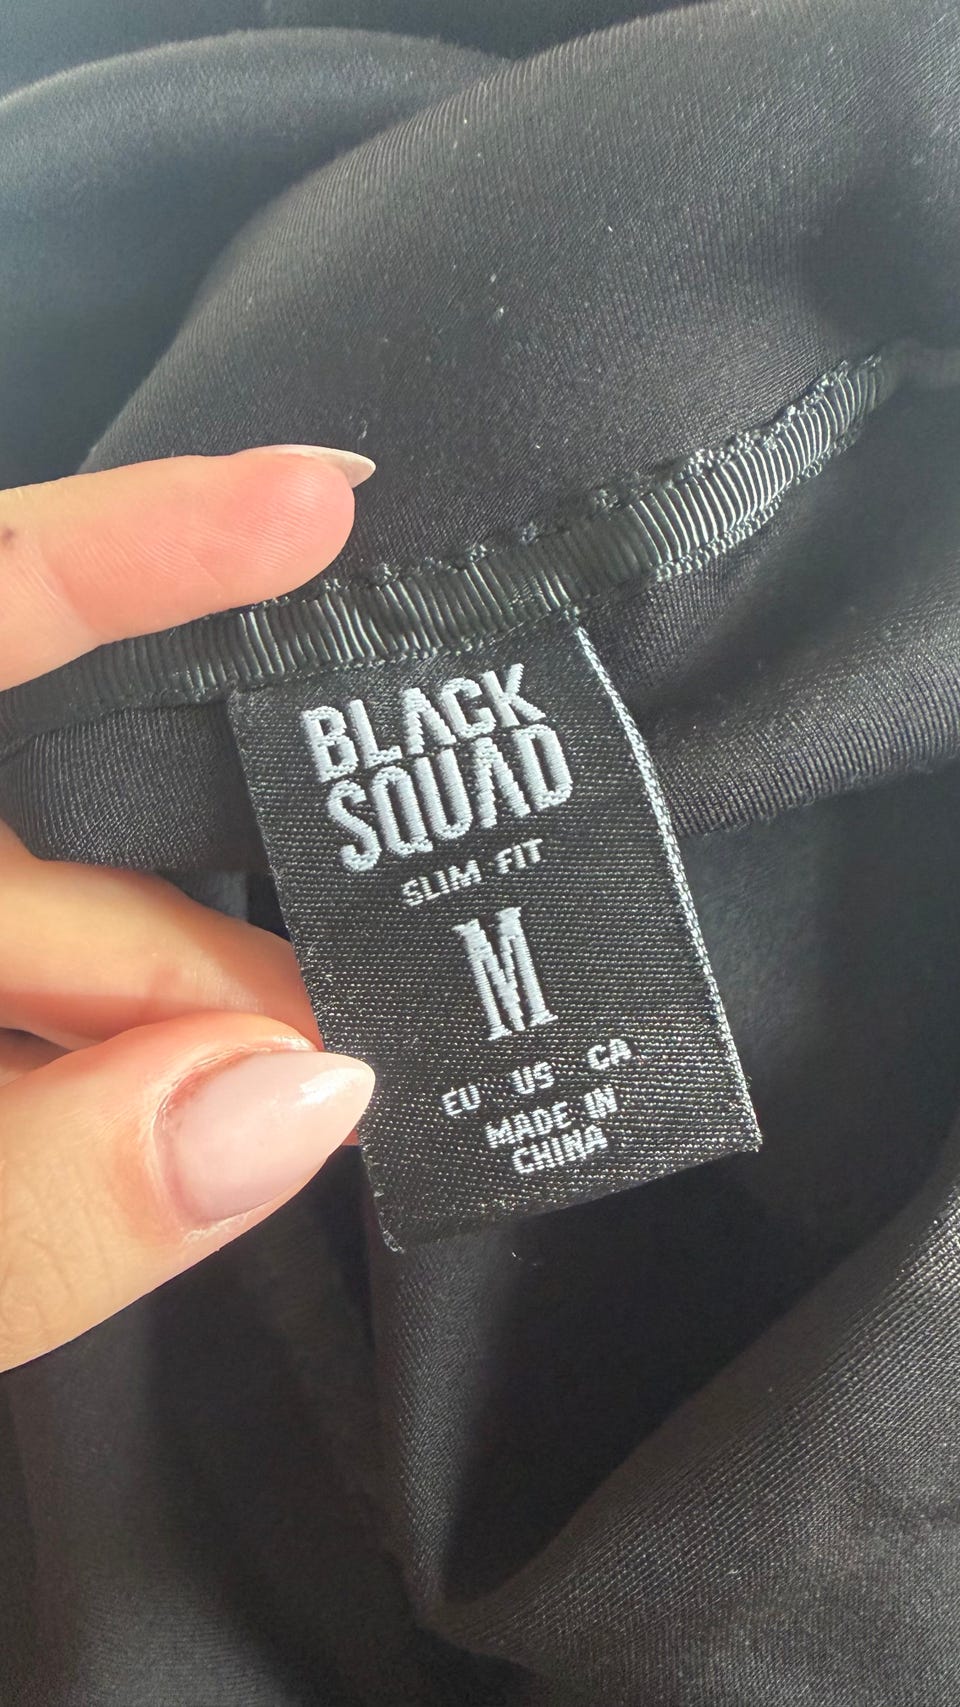 BLACK
SQUAD
SLIM FIT
M
EU US CA
MADE IN
CHINA